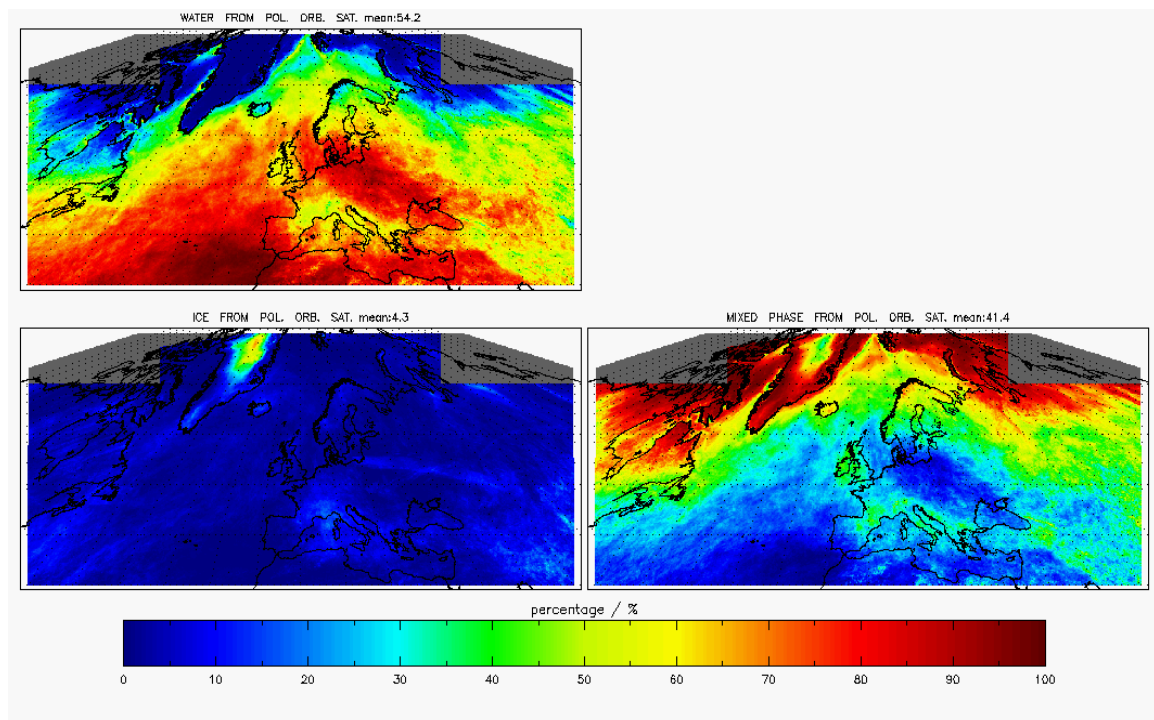 WATER FROM POL. ORB. SAT. mean:54.2
ICE FROM POL. ORB. SAT. mean:4.3
MIXED PHASE FROM POL. ORB. SAT. mean:41.4
percentage / %
0 10 20 30 40 50 60 70 80 90 100